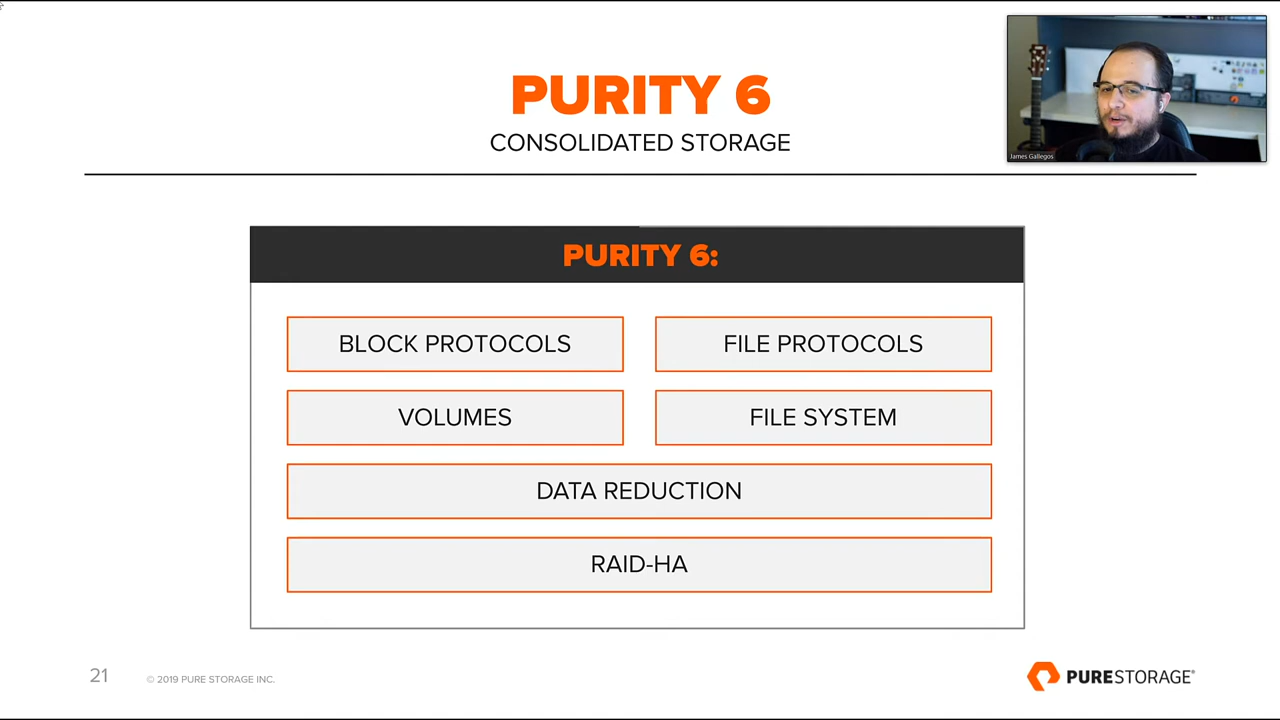 PURITY 6
CONSOLIDATED STORAGE
James Gallegos
PURITY 6:
BLOCK PROTOCOLS
FILE PROTOCOLS
VOLUMES
FILE SYSTEM
DATA REDUCTION
RAID-HA
21
© 2019 PURE STORAGE INC.
PURESTORAGE®